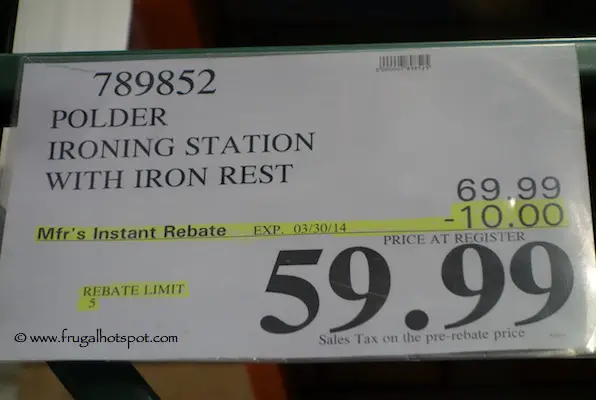 789852
POLDER
IRONING STATION
WITH IRON REST
69.99
Mfr's Instant Rebate EXP. 03/30/14 -10.00
PRICE AT REGISTER
59.99
REBATE LIMIT
5
Sales Tax on the pre-rebate price
© www.frugalhotspot.com